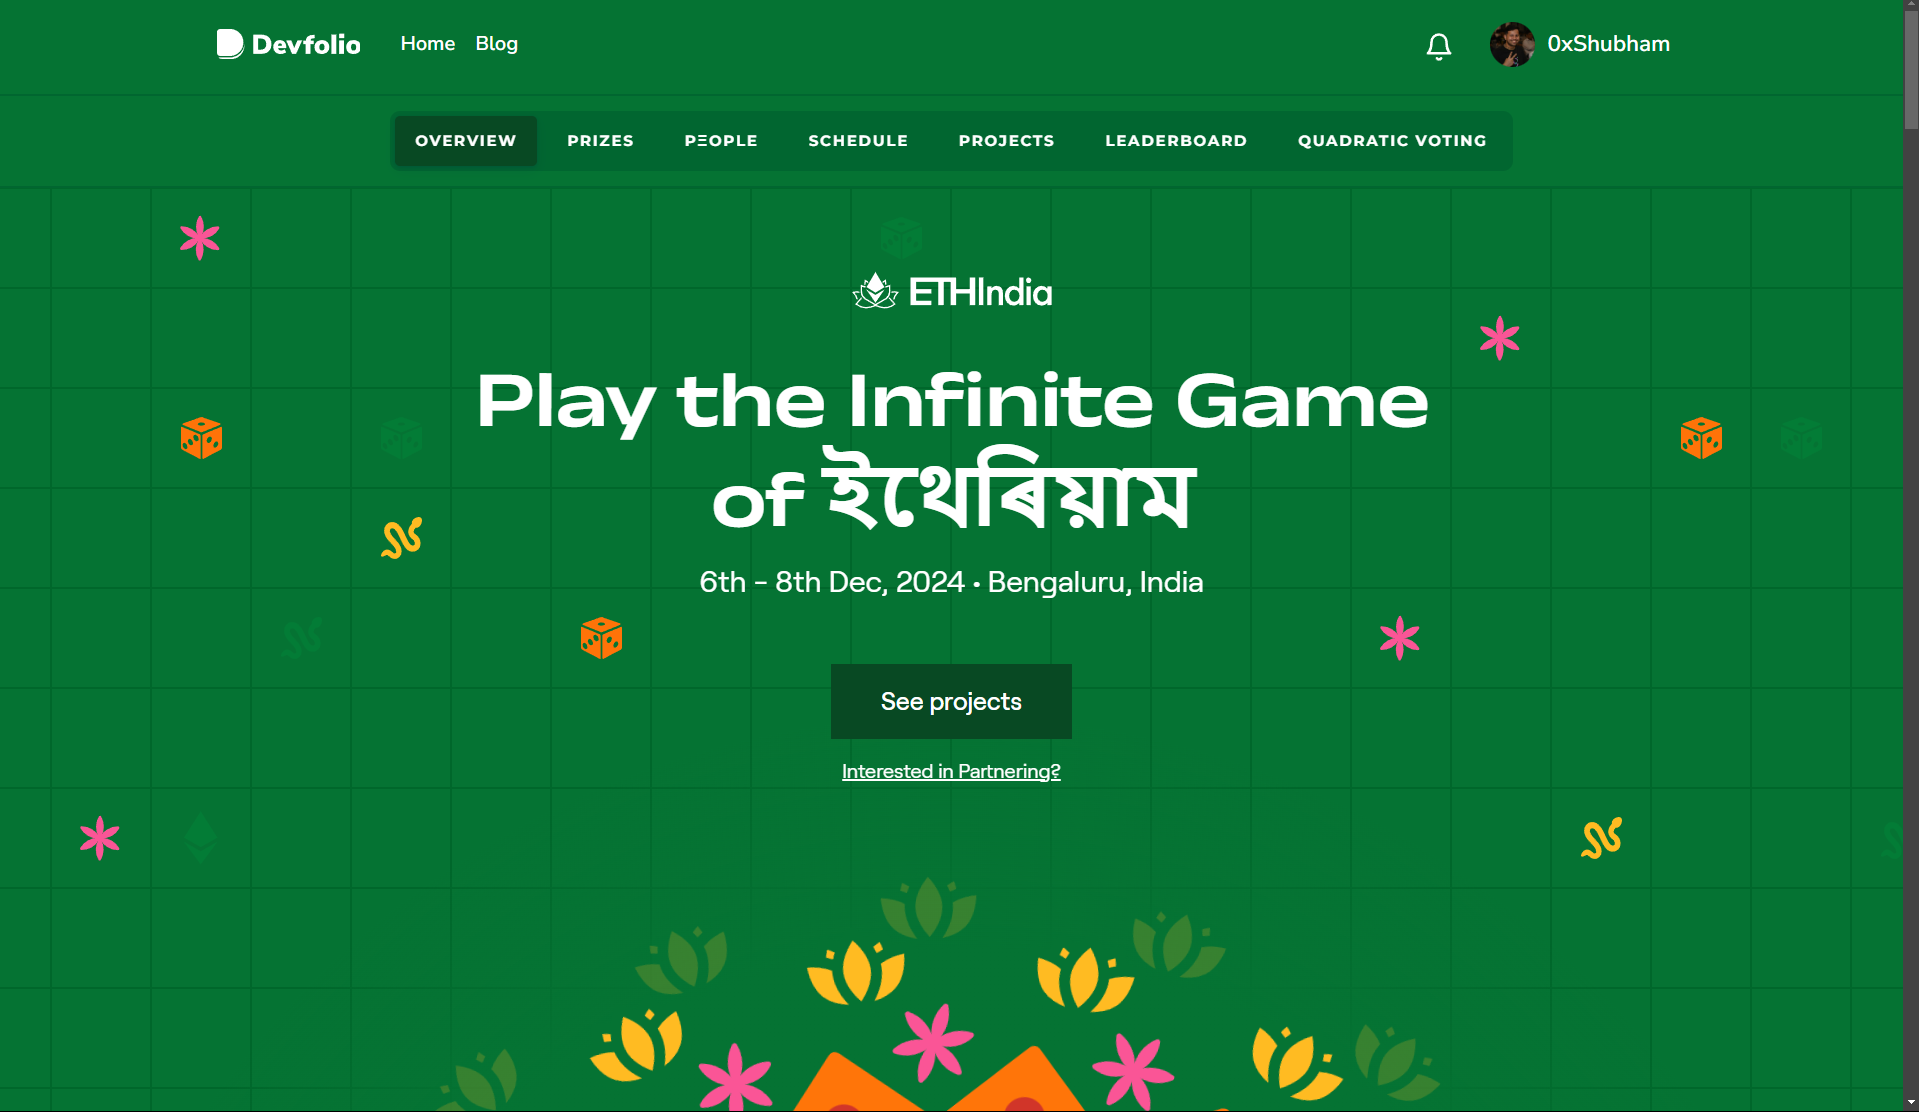 Devfolio
Home
Blog
0xShubham
OVERVIEW
PRIZES
PΞOPLE
SCHEDULE
PROJECTS
LEADERBOARD
QUADRATIC VOTING
ETHIndia
Play the Infinite Game
of ইথেৰিয়াম
6th - 8th Dec, 2024 • Bengaluru, India
See projects
Interested in Partnering?